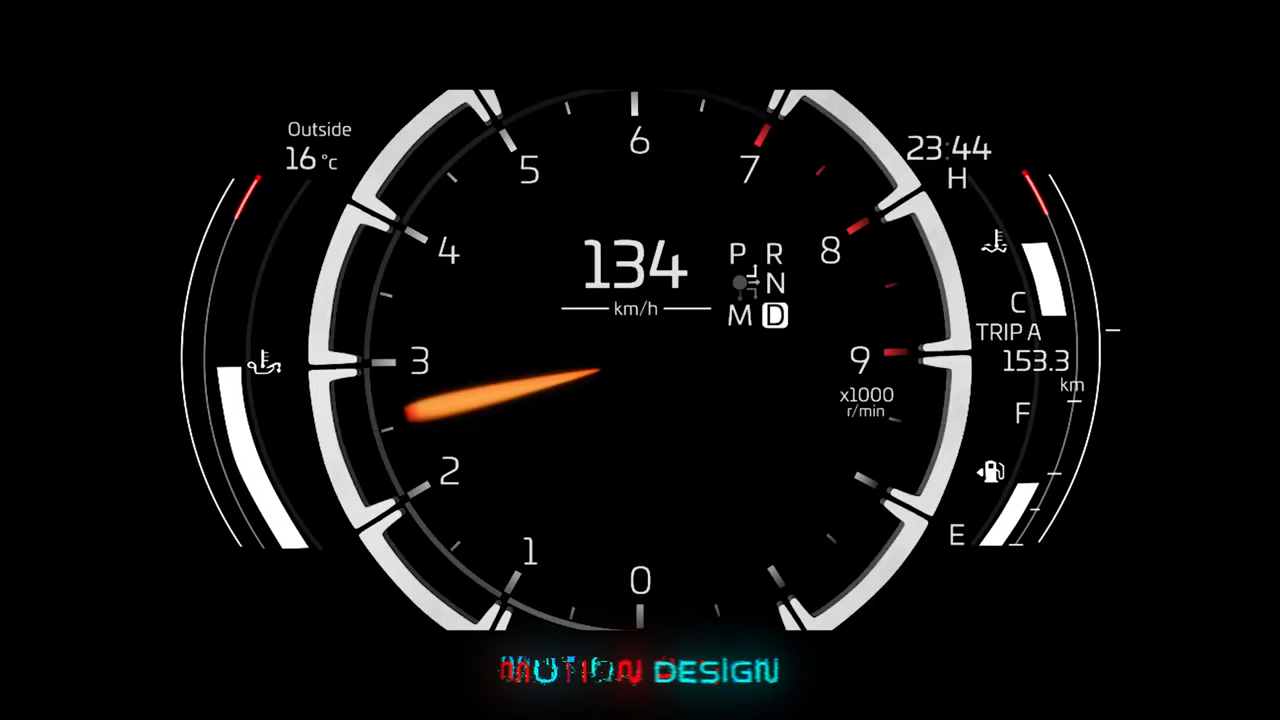 Outside
16 °C
23:44
H
5
6
7
4
8
134
km/h
P R
N
M D
C
TRIP A
153.3
km
3
9
x1000
r/min
F
2
1
0
E
MOTION DESIGN